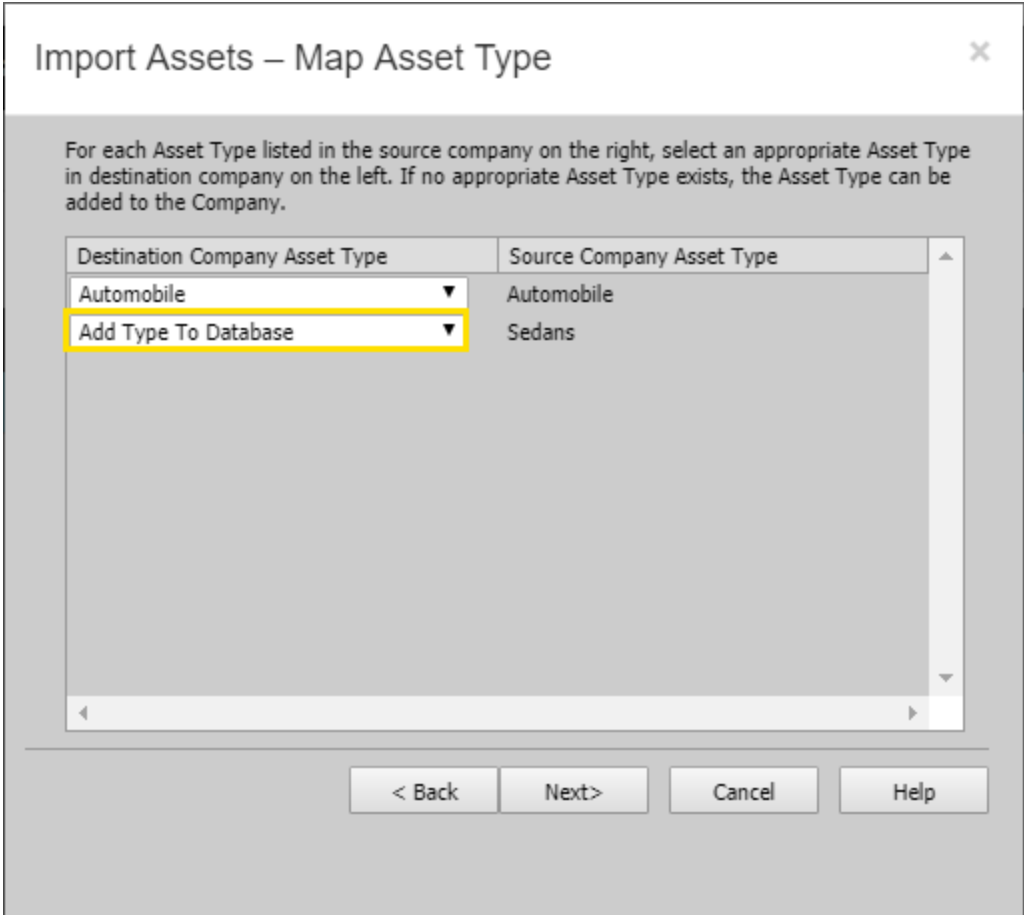 Import Assets – Map Asset Type
For each Asset Type listed in the source company on the right, select an appropriate Asset Type
in destination company on the left. If no appropriate Asset Type exists, the Asset Type can be
added to the Company.
Destination Company Asset Type Source Company Asset Type
Automobile Automobile
Add Type To Database Sedans
< Back Next> Cancel Help